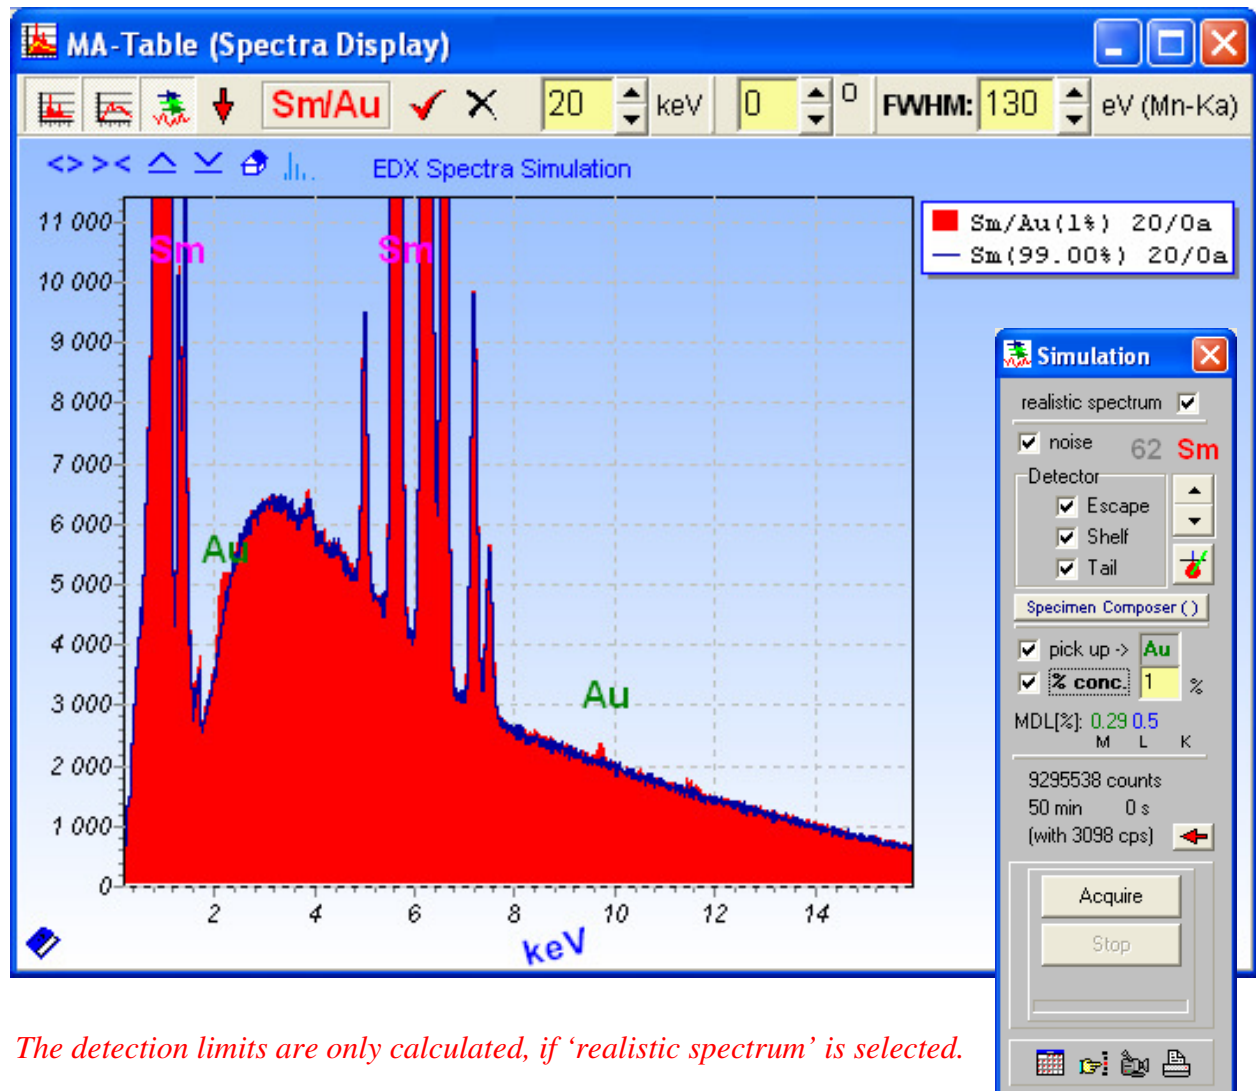 MA-Table (Spectra Display)
Sm/Au 20 keV 0 o FWHM: 130 eV (Mn-Ka)
<> >< EDX Spectra Simulation
11 000
10 000
9 000
8 000
7 000
6 000
5 000
4 000
3 000
2 000
1 000
0
Sm Sm
Au
Au
2 4 6 8 10 12 14
keV
Sm/Au(1%) 20/0a
Sm(99.00%) 20/0a
Simulation
realistic spectrum
noise 62 Sm
Detector
Escape
Shelf
Tail
Specimen Composer ( )
pick up -> Au
% conc. 1 %
MDL[%]: 0.29 0.5
M L K
9295538 counts
50 min 0 s
(with 3098 cps)
Acquire
Stop
The detection limits are only calculated, if ‘realistic spectrum’ is selected.